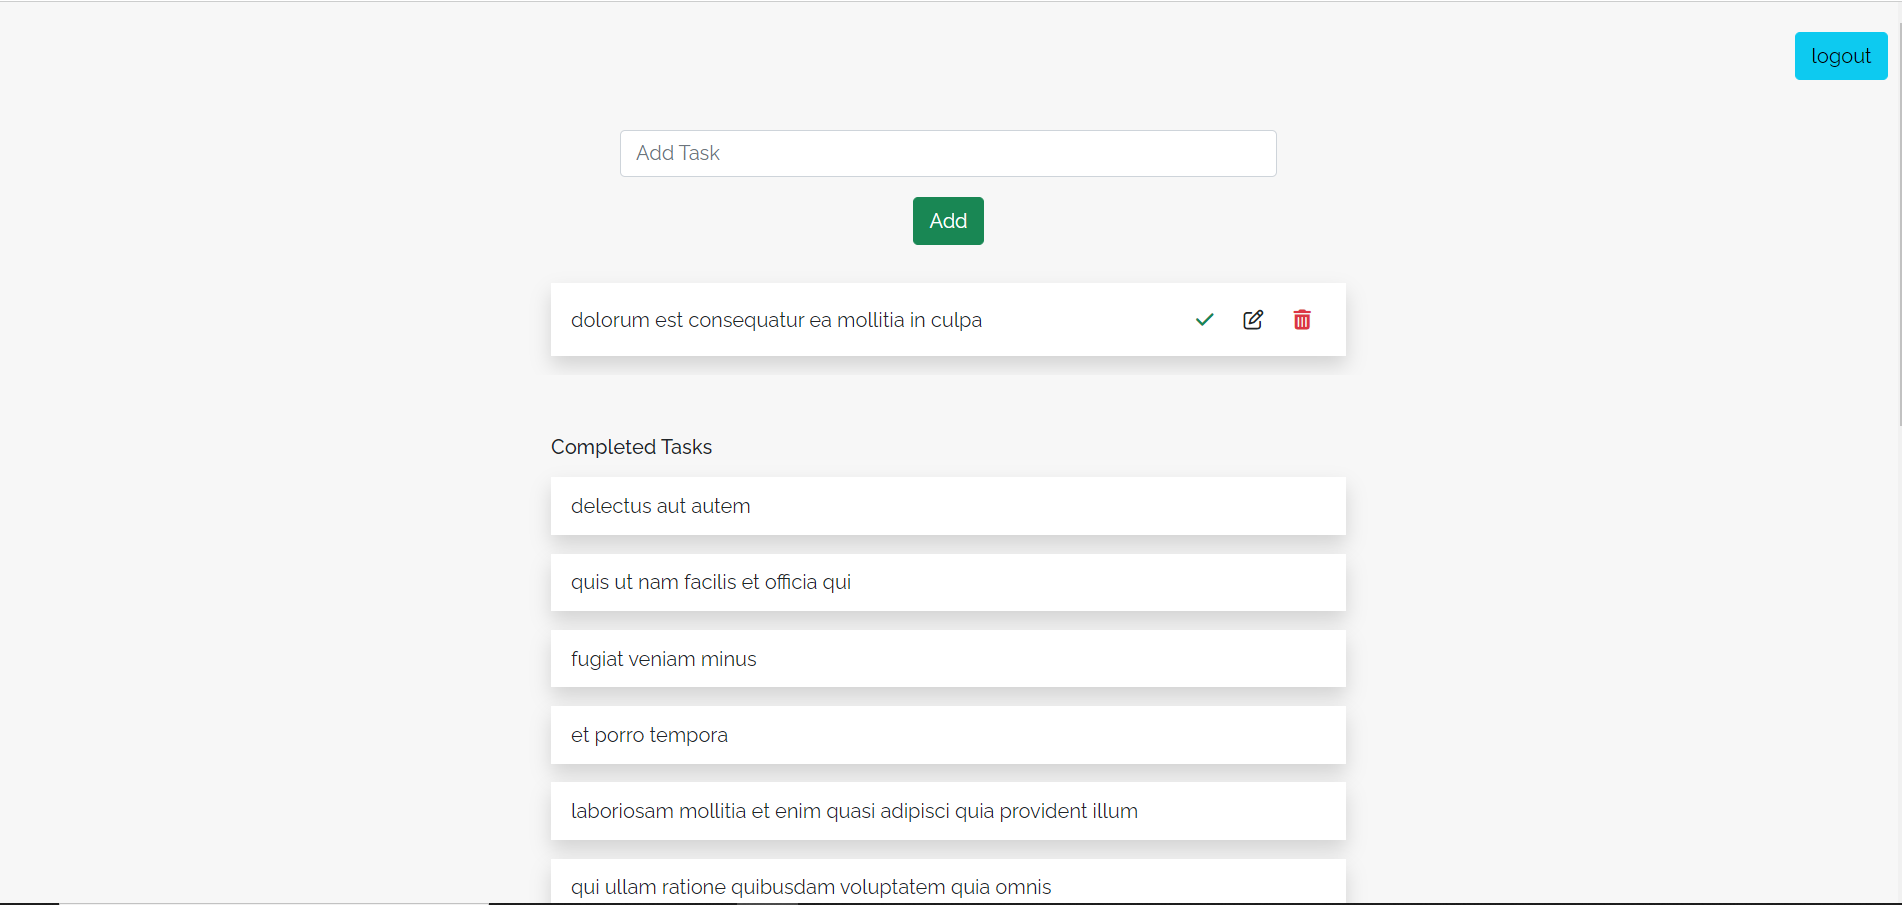 logout
Add Task
Add
dolorum est consequatur ea mollitia in culpa
Completed Tasks
delectus aut autem
quis ut nam facilis et officia qui
fugiat veniam minus
et porro tempora
laboriosam mollitia et enim quasi adipisci quia provident illum
qui ullam ratione quibusdam voluptatem quia omnis